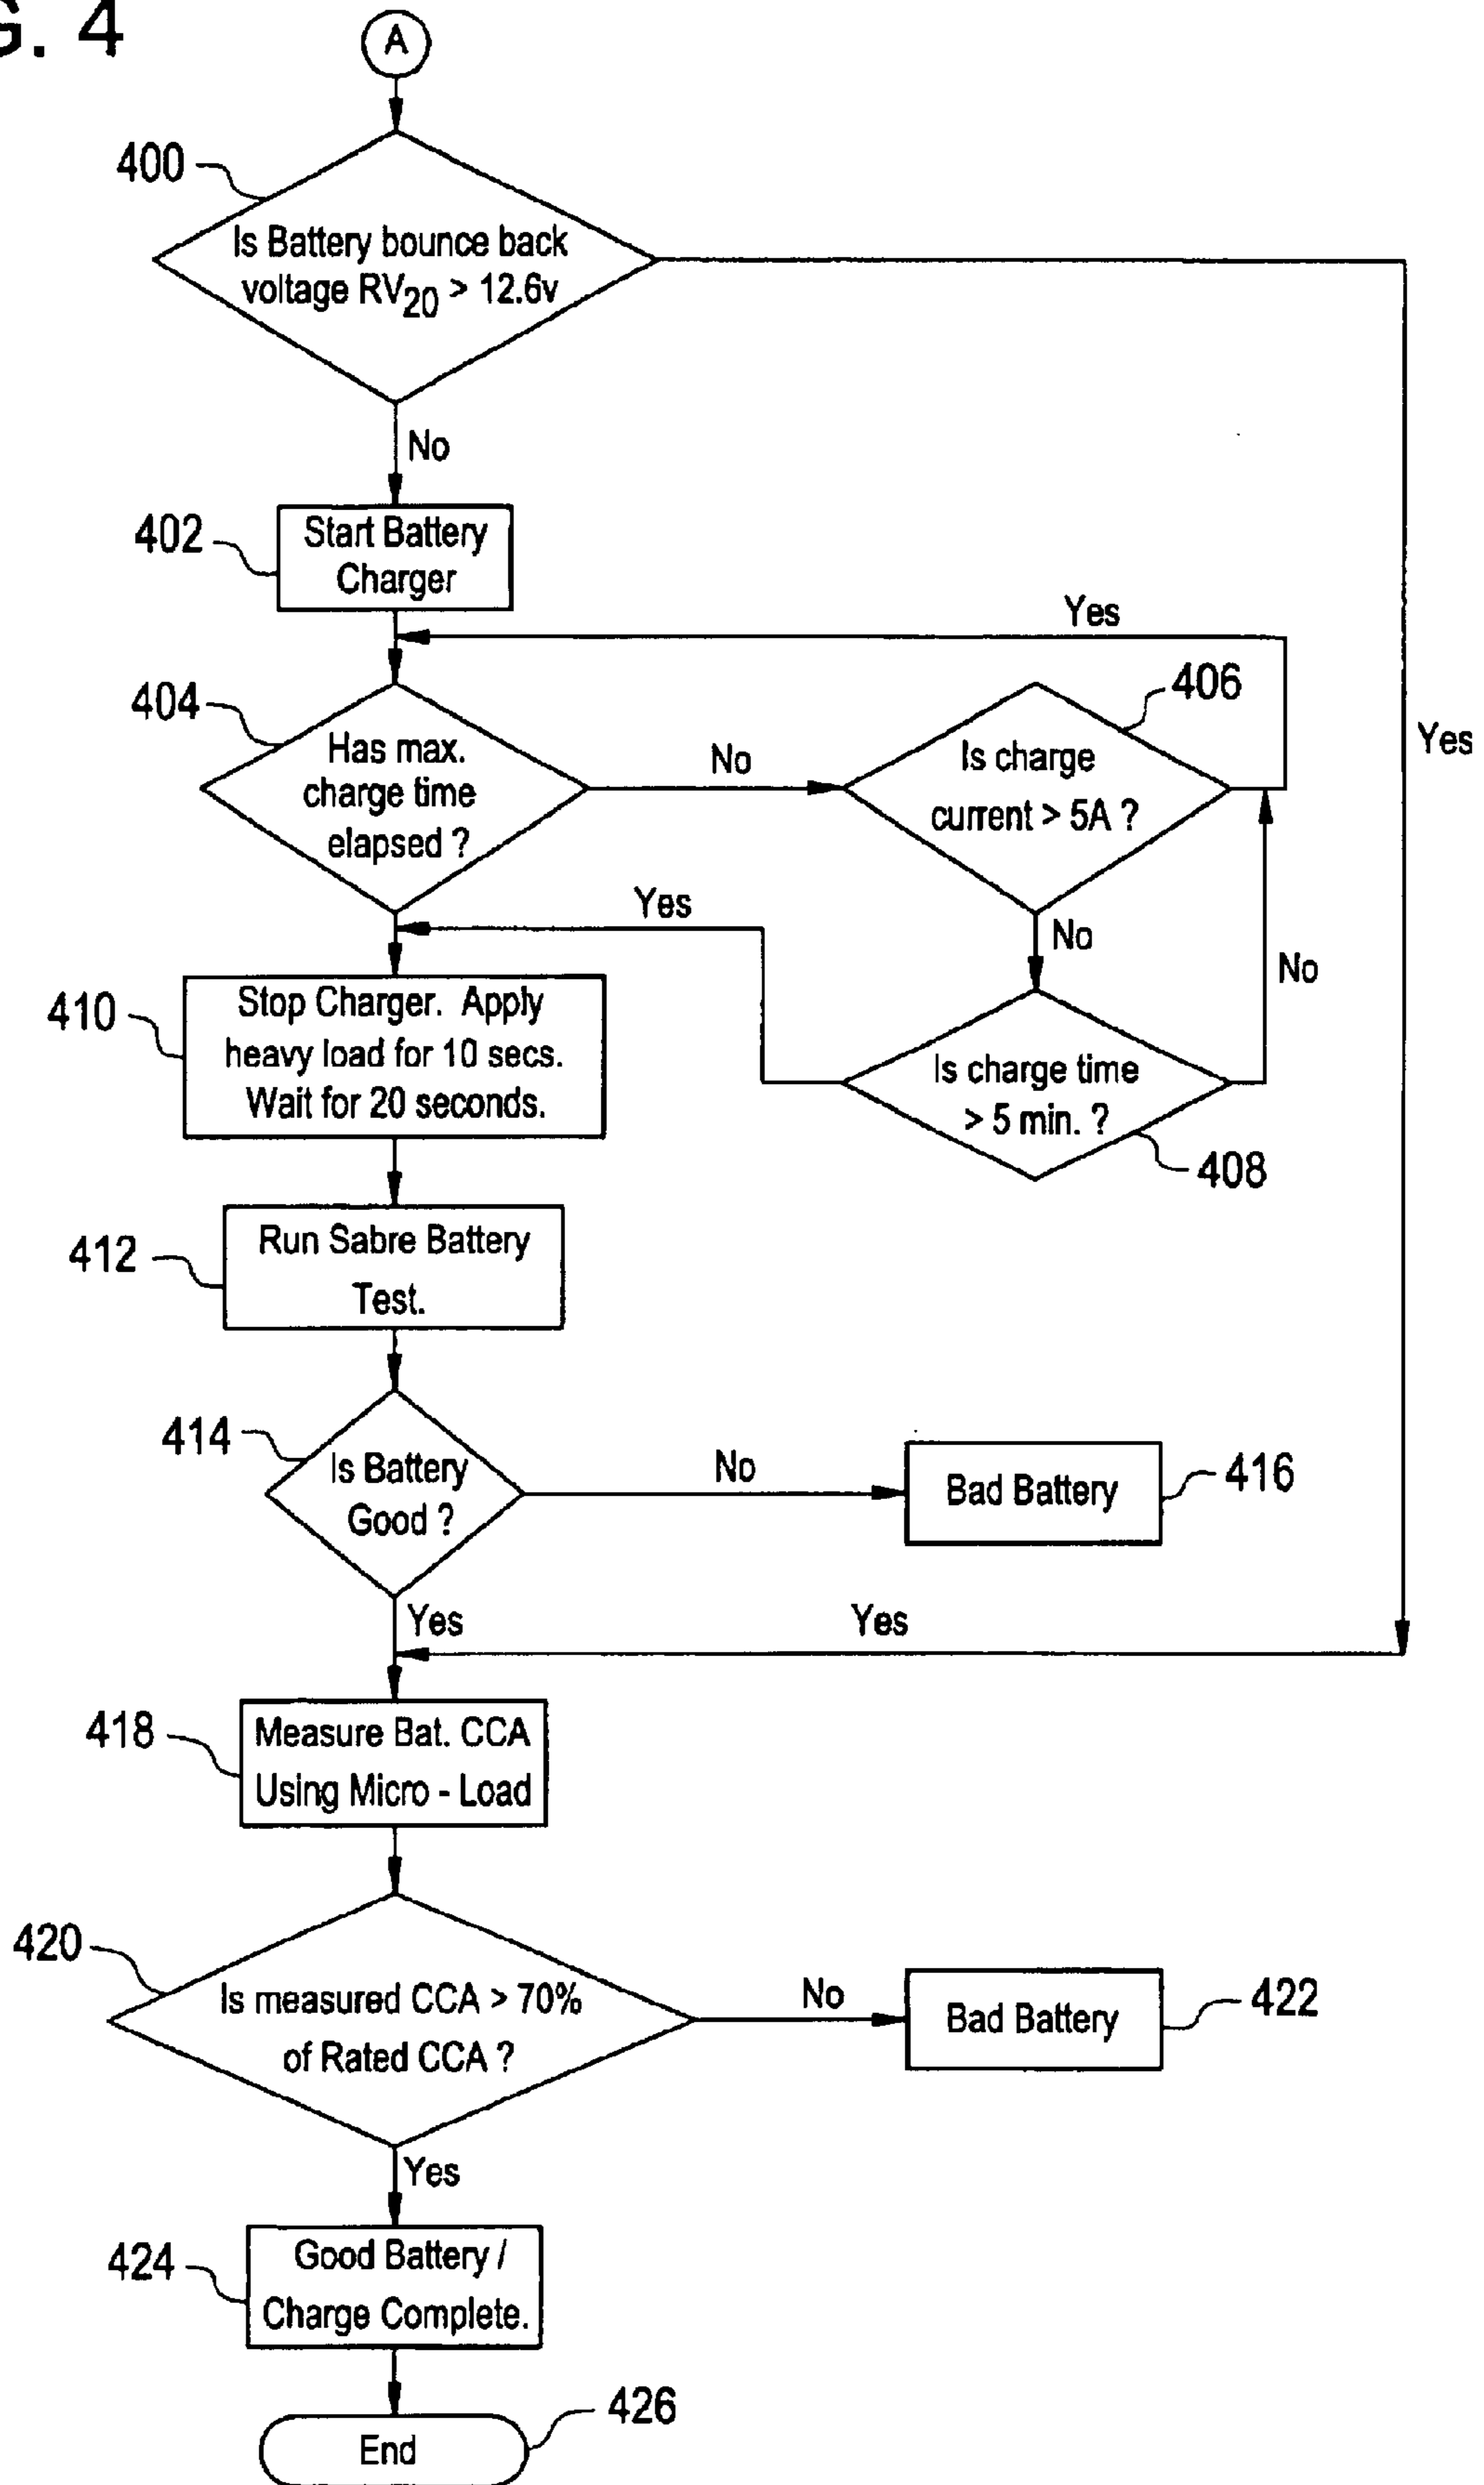 G. 4
A
400
Is Battery bounce back
voltage RV20 > 12.6v
No
402
Start Battery
Charger
Yes
404
Has max.
charge time
elapsed ?
No
406
Is charge
current > 5A ?
Yes
Yes
No
No
410
Stop Charger. Apply
heavy load for 10 secs.
Wait for 20 seconds.
Is charge time
> 5 min. ?
408
412
Run Sabre Battery
Test.
414
Is Battery
Good ?
No
Bad Battery
416
Yes
Yes
418
Measure Bat. CCA
Using Micro - Load
420
Is measured CCA > 70%
of Rated CCA ?
No
Bad Battery
422
Yes
424
Good Battery /
Charge Complete.
426
End